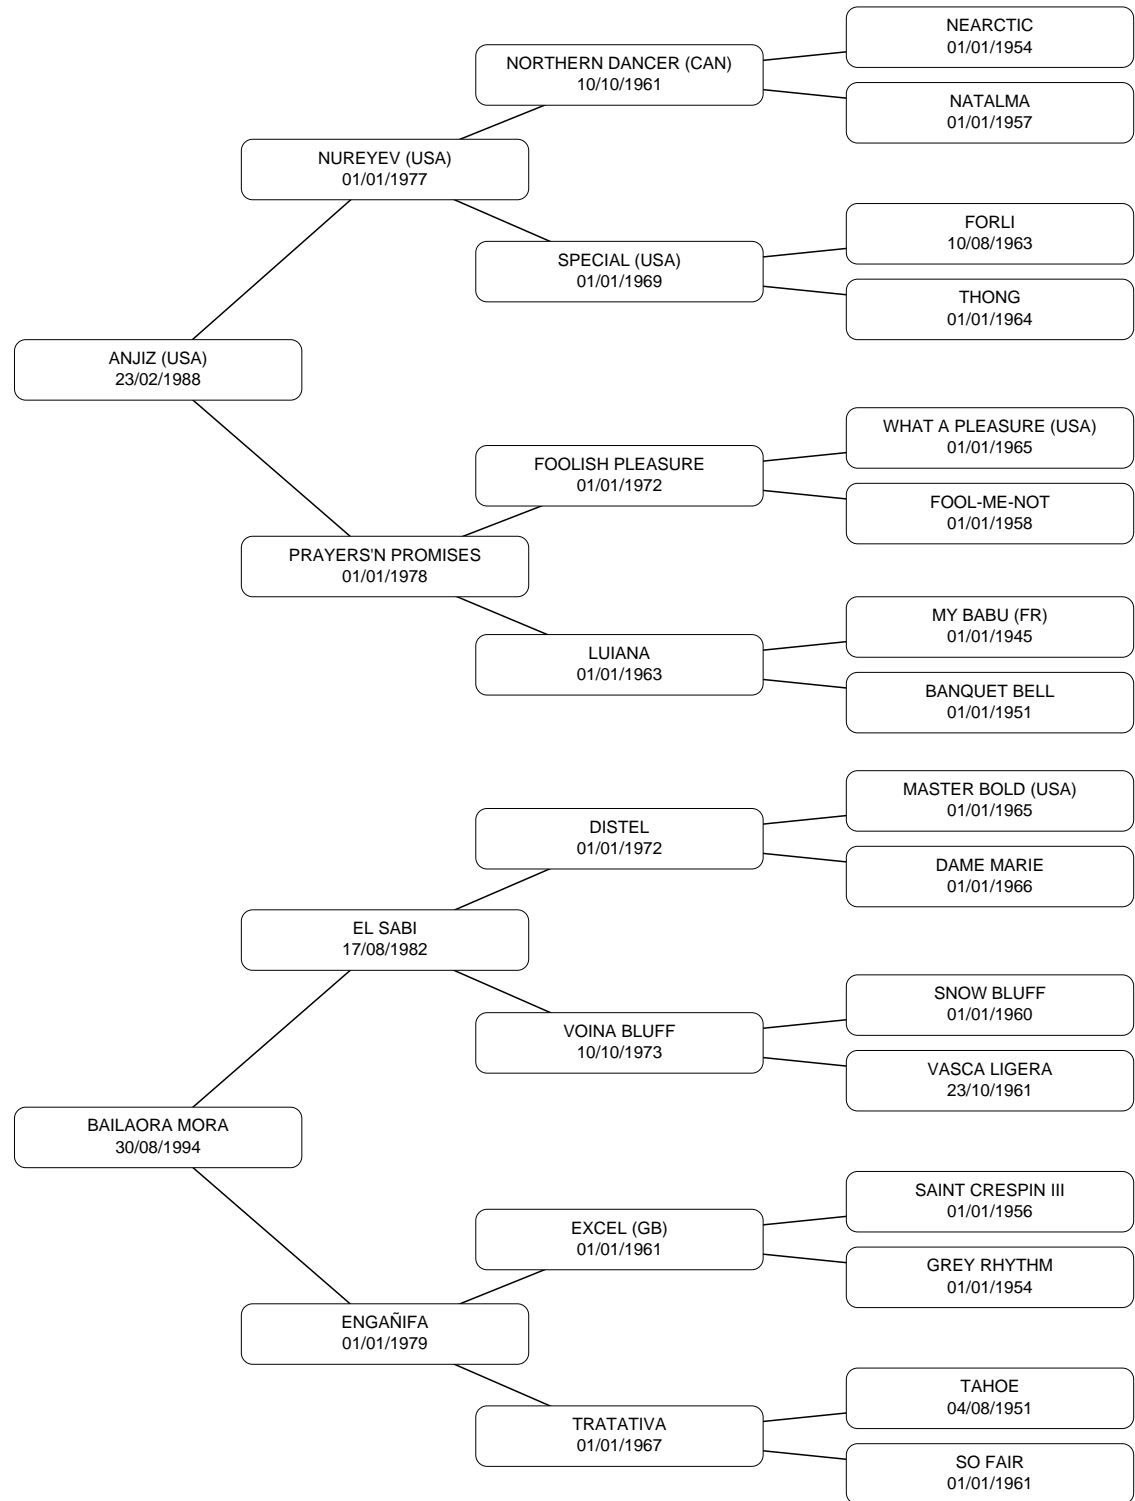 NEARCTIC
01/01/1954
NORTHERN DANCER (CAN)
10/10/1961
NATALMA
01/01/1957
NUREYEV (USA)
01/01/1977
FORLI
10/08/1963
SPECIAL (USA)
01/01/1969
THONG
01/01/1964
ANJIZ (USA)
23/02/1988
WHAT A PLEASURE (USA)
01/01/1965
FOOLISH PLEASURE
01/01/1972
FOOL-ME-NOT
01/01/1958
PRAYERS'N PROMISES
01/01/1978
MY BABU (FR)
01/01/1945
LUIANA
01/01/1963
BANQUET BELL
01/01/1951
MASTER BOLD (USA)
01/01/1965
DISTEL
01/01/1972
DAME MARIE
01/01/1966
EL SABI
17/08/1982
SNOW BLUFF
01/01/1960
VOINA BLUFF
10/10/1973
VASCA LIGERA
23/10/1961
BAILAORA MORA
30/08/1994
SAINT CRESPIN III
01/01/1956
EXCEL (GB)
01/01/1961
GREY RHYTHM
01/01/1954
ENGAÑIFA
01/01/1979
TAHOE
04/08/1951
TRATATIVA
01/01/1967
SO FAIR
01/01/1961